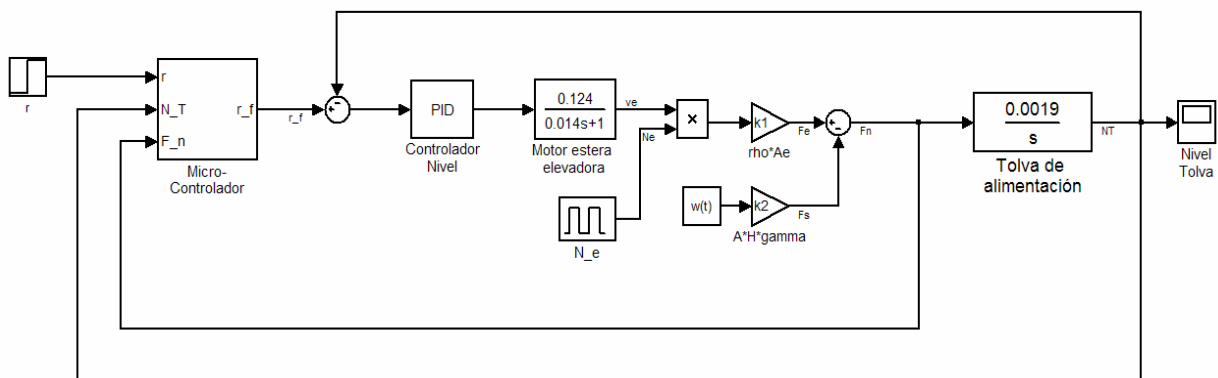 r
r
N_T
F_n
r_f
Micro-
Controlador
r_f
PID
Controlador
Nivel
0.124
0.014s+1
Motor estera
elevadora
ve
Ne
N_e
×
k1
rho*Ae
Fe
w(t)
k2
A*H*gamma
Fs
Fn
0.0019
s
Tolva de
alimentación
NT
Nivel
Tolva